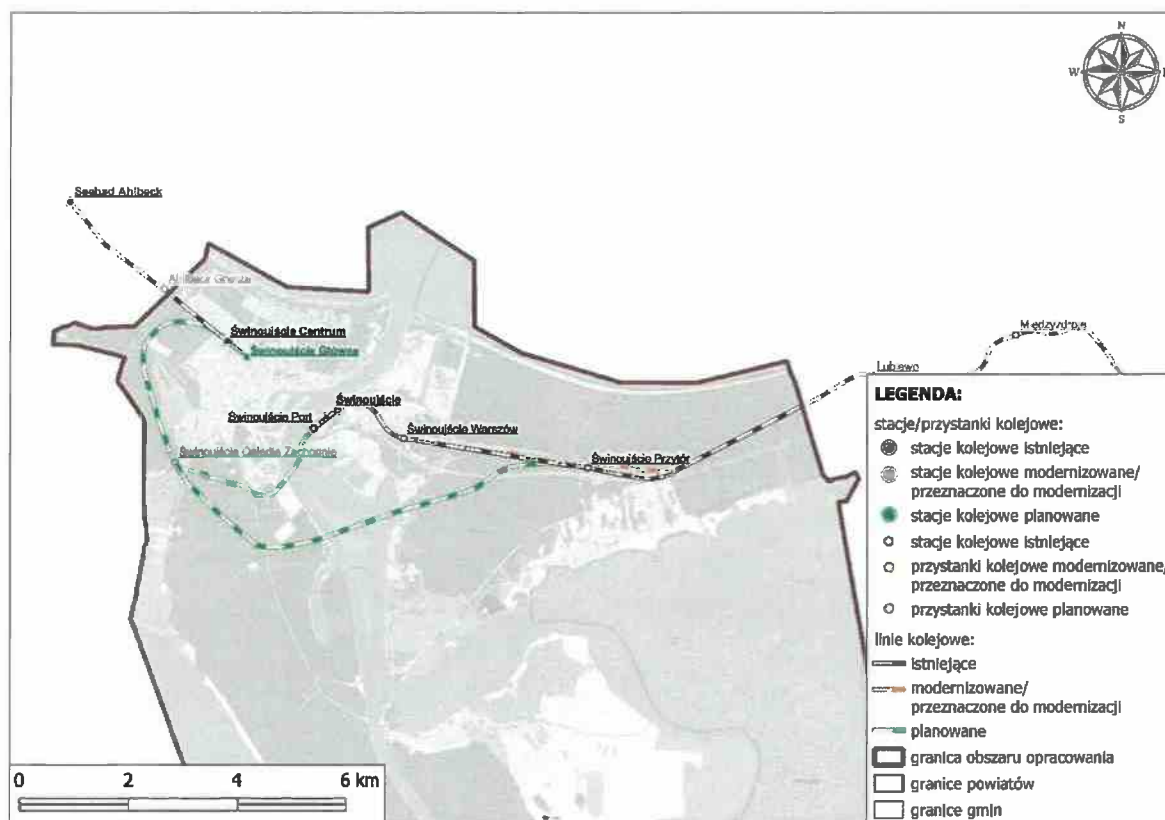 N
W
E
S
Seebad Ahlbeck
Ahlbeck Grenze
Świnoujście Centrum
Świnoujście Główne
Międzyzdroje
Lubiewo
Świnoujście
Świnoujście Port
Świnoujście Warszów
Świnoujście Przytór
Świnoujście Osiedle Zachodnie
LEGENDA:
stacje/przystanki kolejowe:
stacje kolejowe istniejące
stacje kolejowe modernizowane/
przeznaczone do modernizacji
stacje kolejowe planowane
stacje kolejowe istniejące
przystanki kolejowe modernizowane/
przeznaczone do modernizacji
przystanki kolejowe planowane
linie kolejowe:
istniejące
modernizowane/
przeznaczone do modernizacji
planowane
granica obszaru opracowania
granice powiatów
granice gmin
0 2 4 6 km